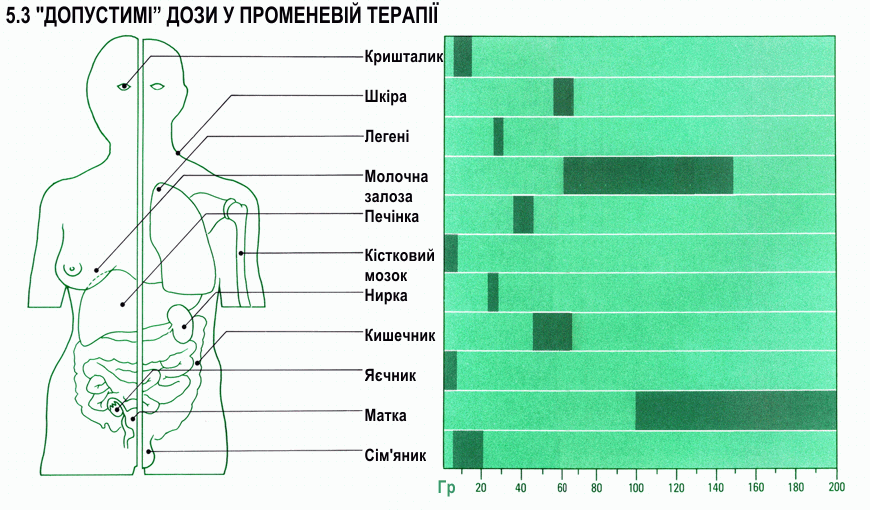 5.3 "ДОПУСТИМІ” ДОЗИ У ПРОМЕНЕВІЙ ТЕРАПІЇ
Кришталик
Шкіра
Легені
Молочна
залоза
Печінка
Кістковий
мозок
Нирка
Кишечник
Яєчник
Матка
Сім'яник
Гр 20 40 60 80 100 120 140 160 180 200